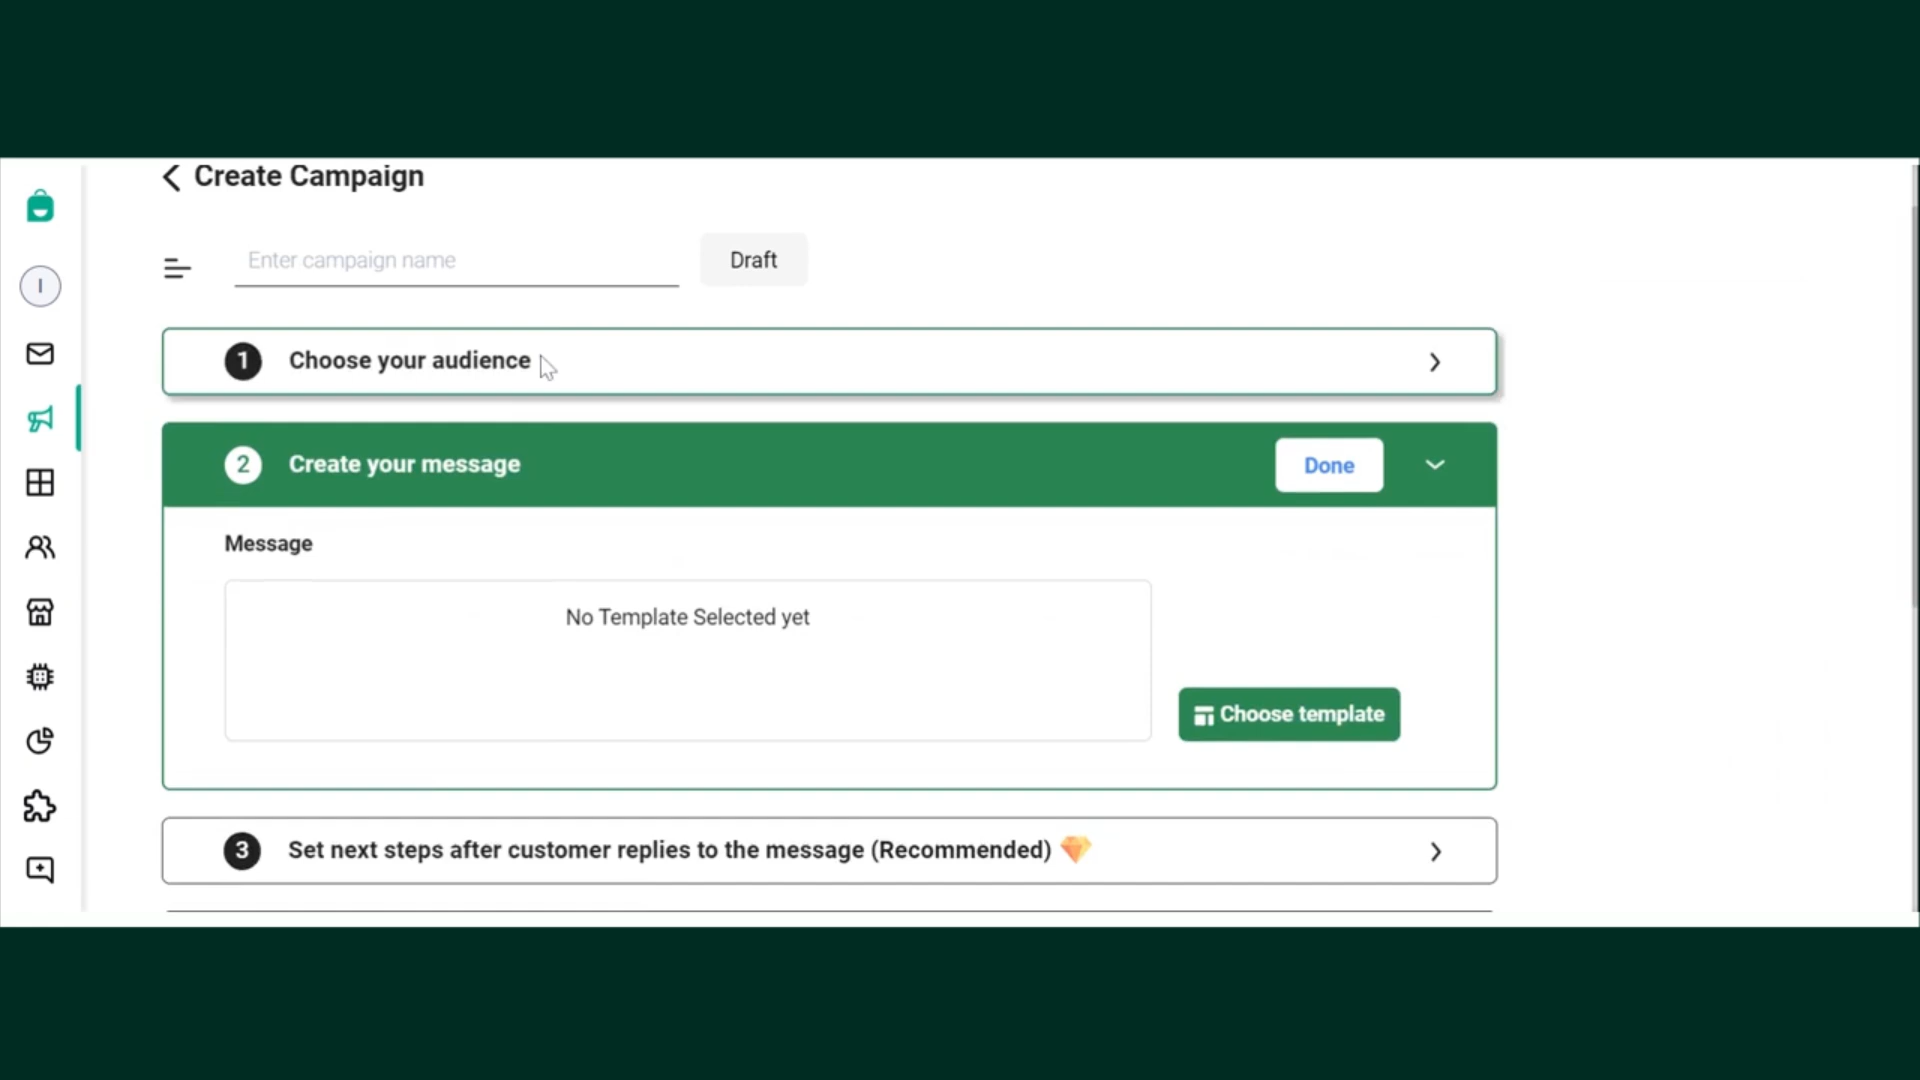 Create Campaign
Enter campaign name
Draft
I
1 Choose your audience
2 Create your message
Done
Message
No Template Selected yet
Choose template
3 Set next steps after customer replies to the message (Recommended)